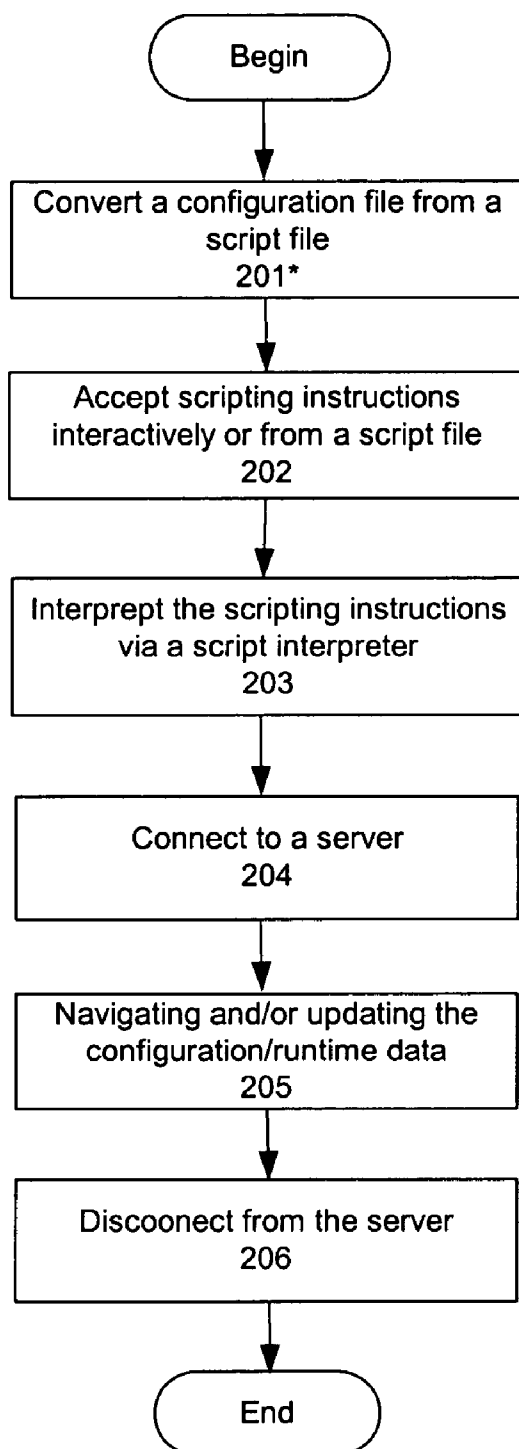 Begin
Convert a configuration file from a
script file
201*
Accept scripting instructions
interactively or from a script file
202
Interprept the scripting instructions
via a script interpreter
203
Connect to a server
204
Navigating and/or updating the
configuration/runtime data
205
Discoonect from the server
206
End